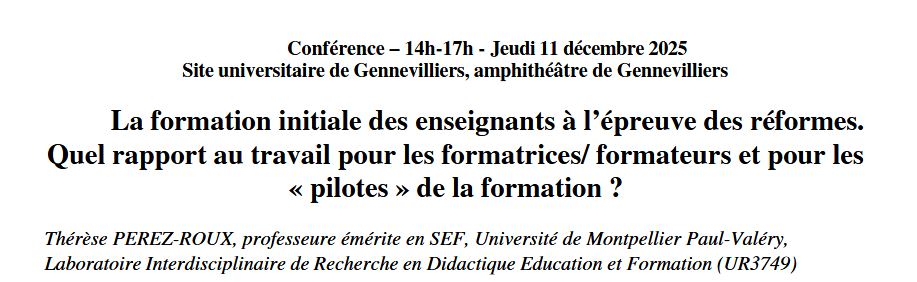 Conférence – 14h-17h - Jeudi 11 décembre 2025
Site universitaire de Gennevilliers, amphithéâtre de Gennevilliers
La formation initiale des enseignants à l’épreuve des réformes.
Quel rapport au travail pour les formatrices/ formateurs et pour les
« pilotes » de la formation ?
Thérèse PEREZ-ROUX, professeure émérite en SEF, Université de Montpellier Paul-Valéry,
Laboratoire Interdisciplinaire de Recherche en Didactique Education et Formation (UR3749)